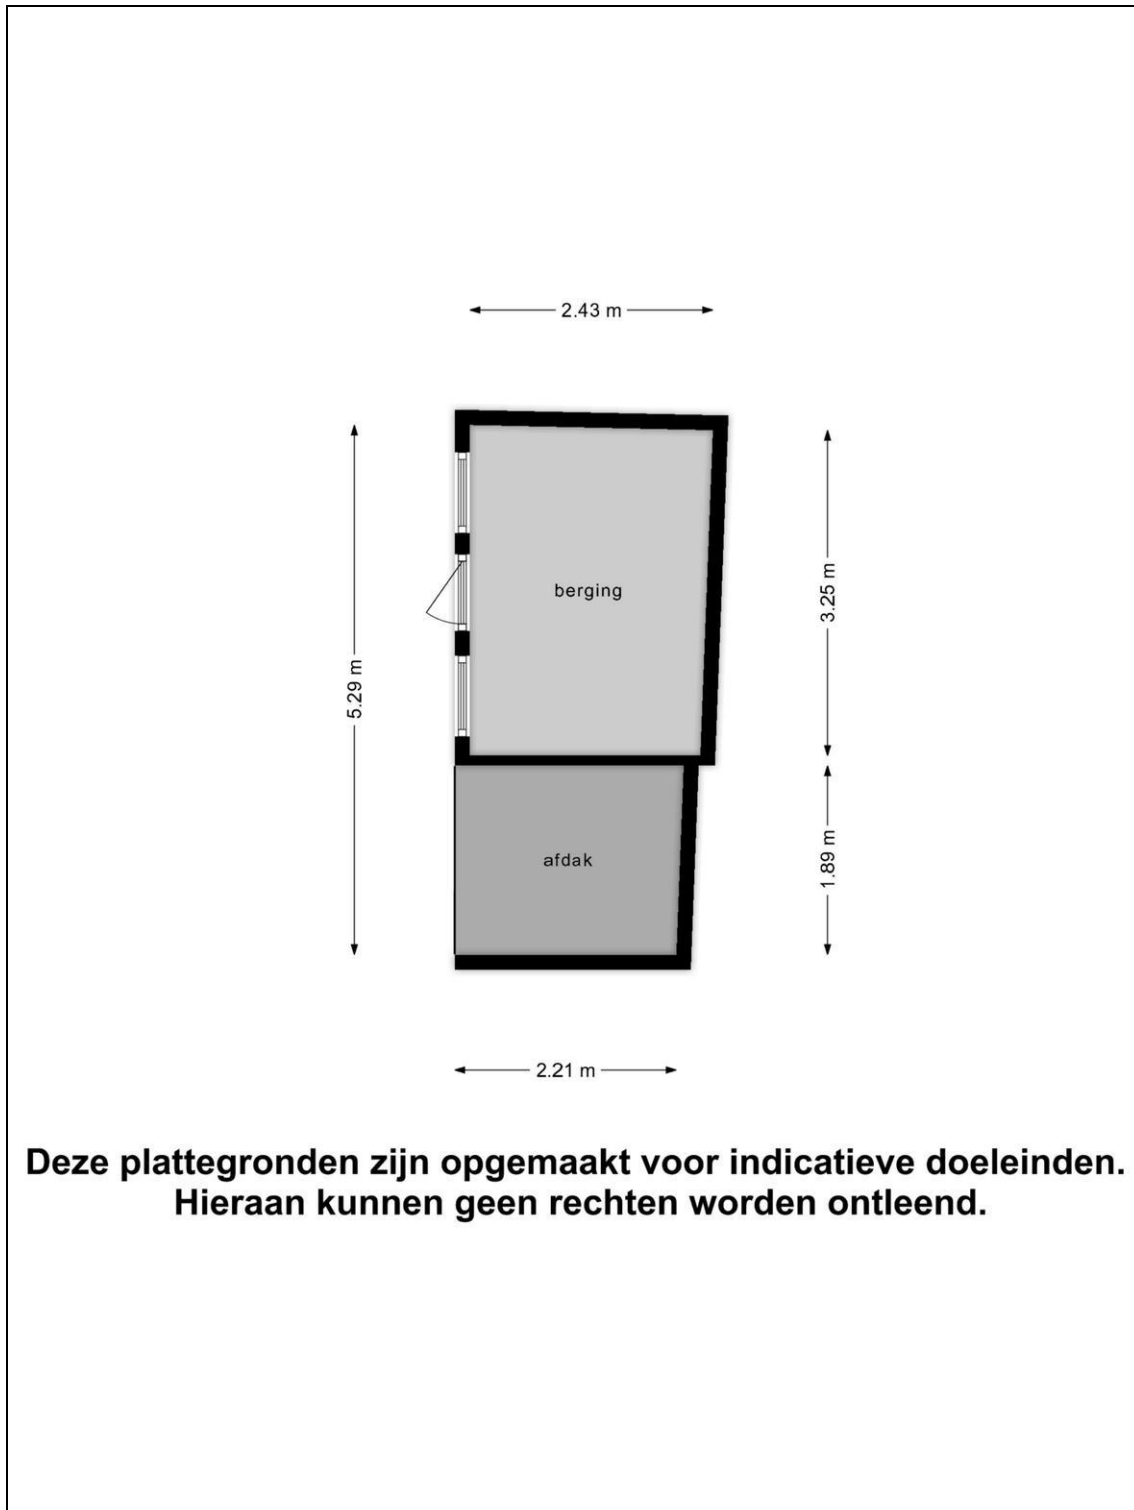 2.43 m
berging
3.25 m
5.29 m
afdak
1.89 m
2.21 m
Deze plattegronden zijn opgemaakt voor indicatieve doeleinden.
Hieraan kunnen geen rechten worden ontleend.